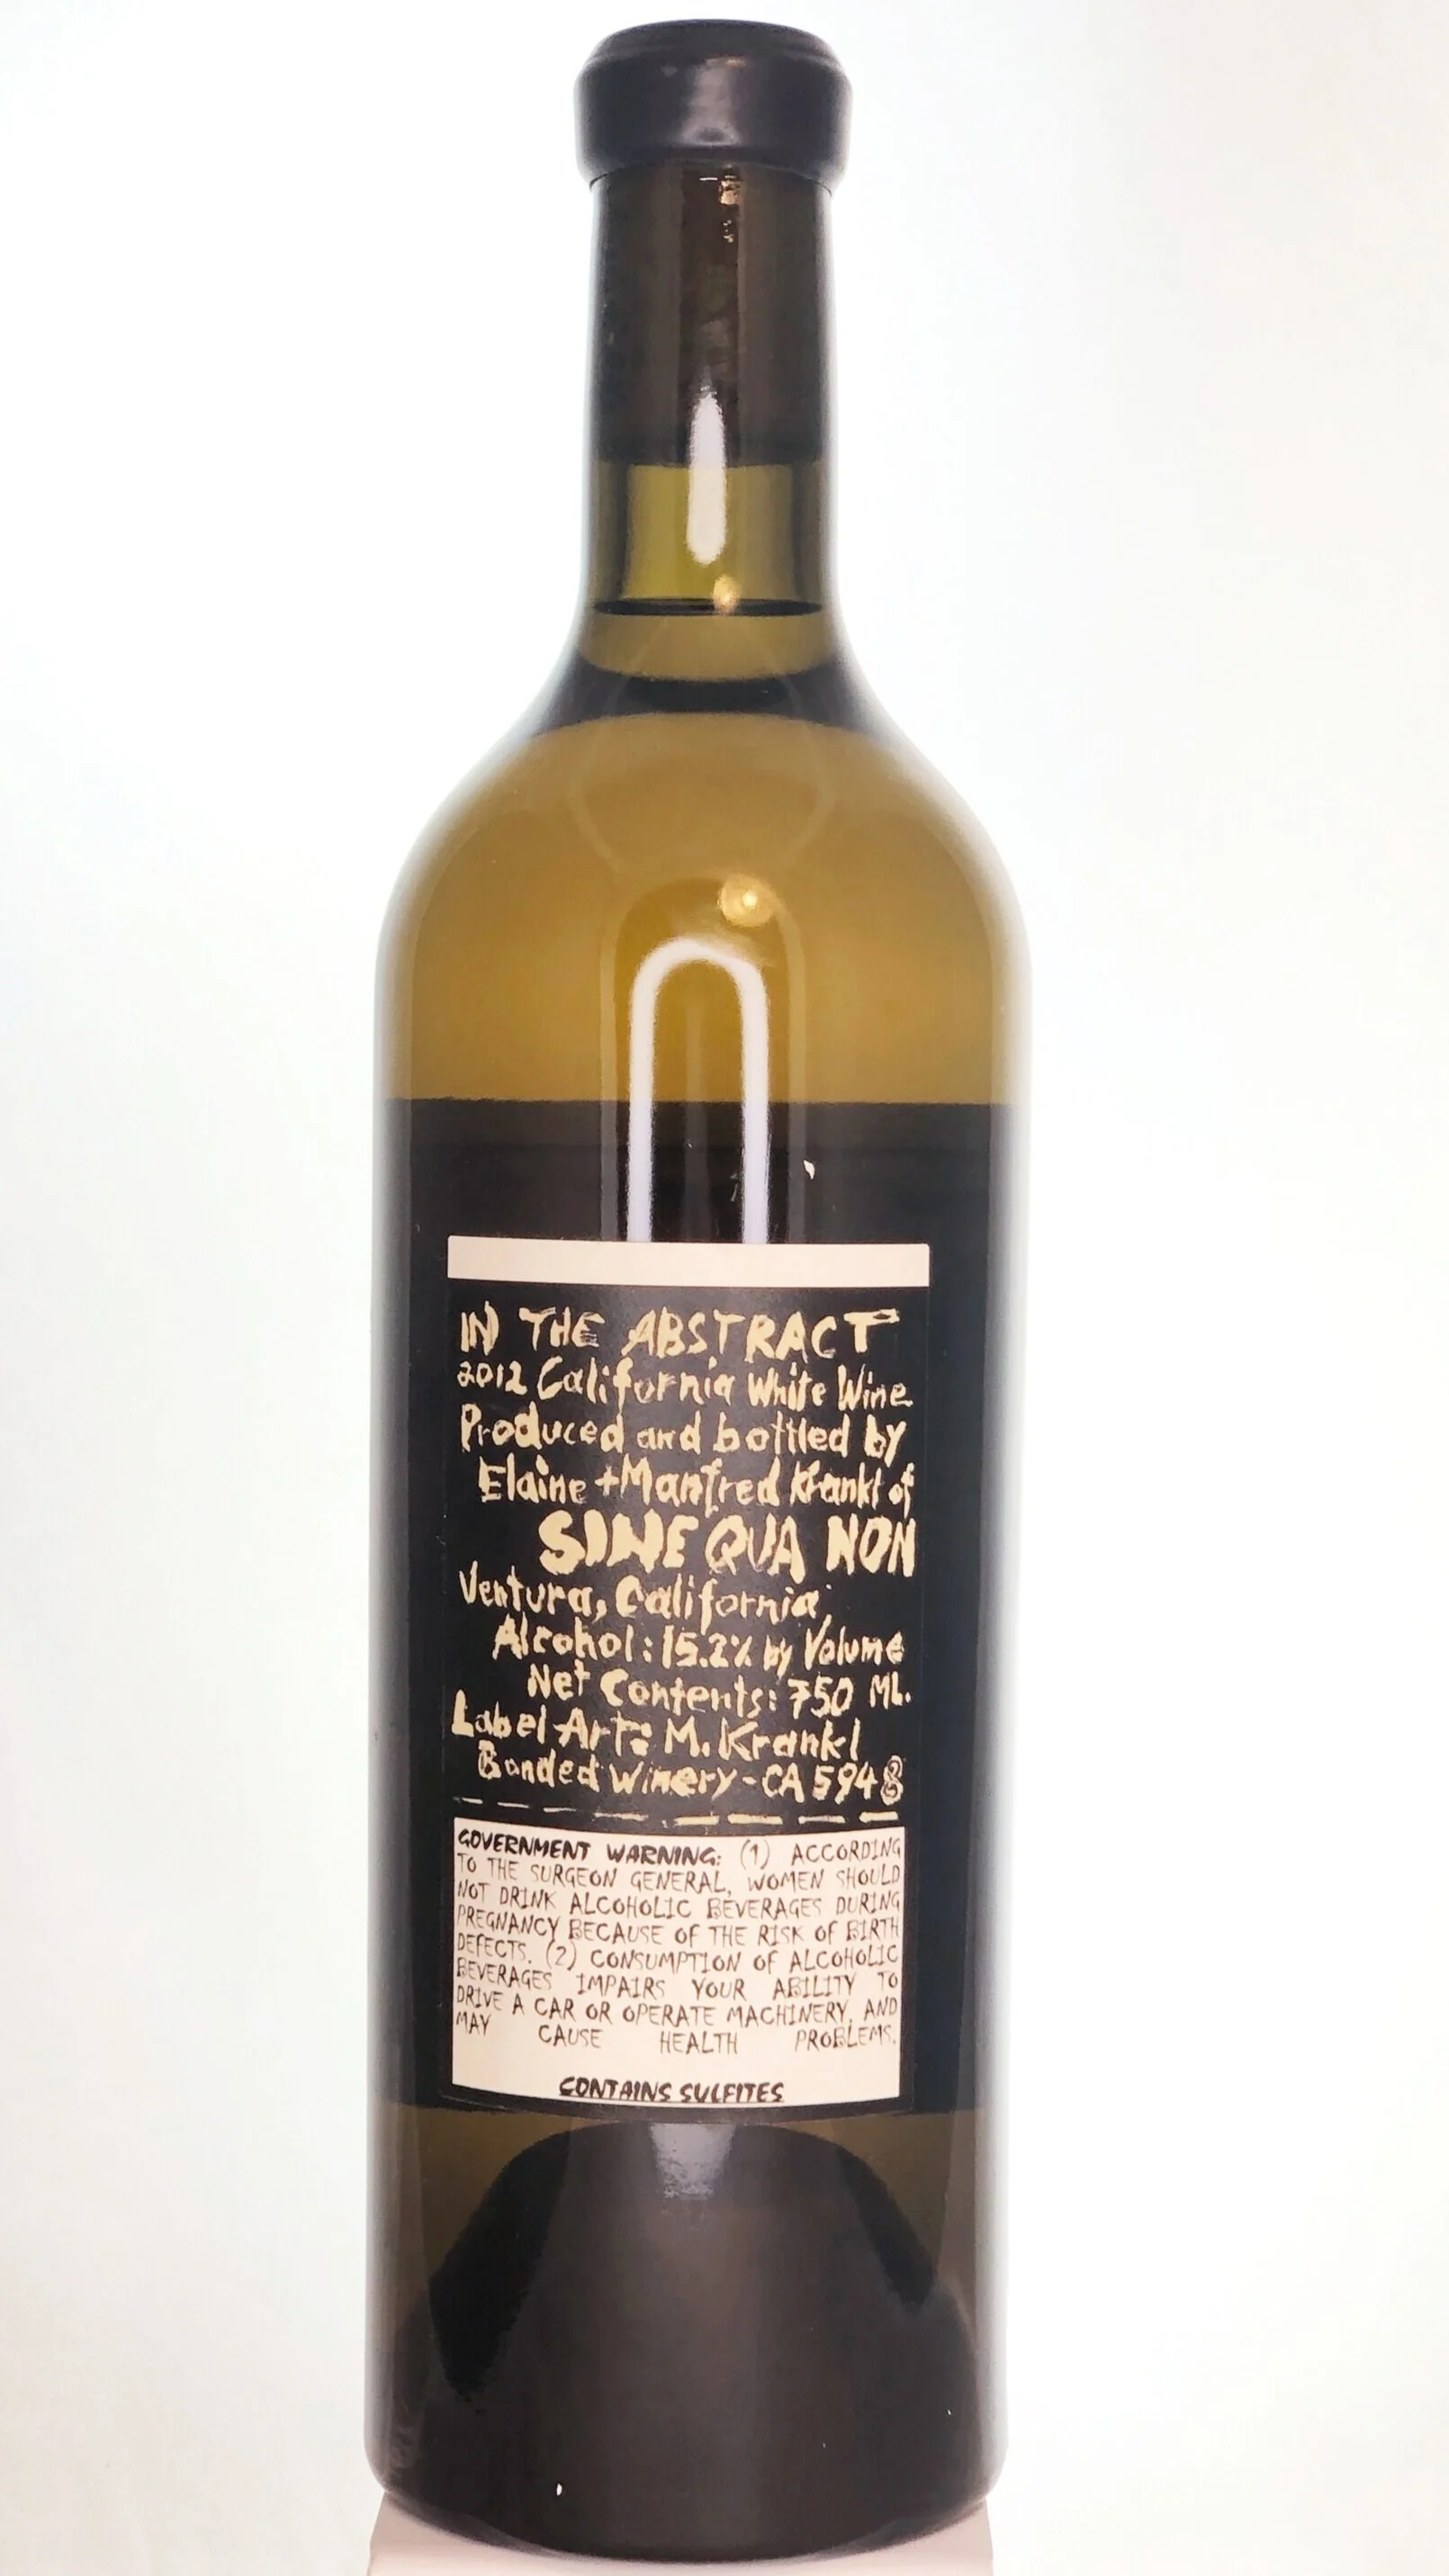 IN THE ABSTRACT
2012 California White Wine
Produced and bottled by
Elaine + Manfred Krankl of
SINE QUA NON
Ventura, California
Alcohol: 15.2% by Volume
Net Contents: 750 ML.
Label Art: M. Krankl
Bonded Winery - CA 5948
GOVERNMENT WARNING: (1) ACCORDING
TO THE SURGEON GENERAL, WOMEN SHOULD
NOT DRINK ALCOHOLIC BEVERAGES DURING
PREGNANCY BECAUSE OF THE RISK OF BIRTH
DEFECTS. (2) CONSUMPTION OF ALCOHOLIC
BEVERAGES IMPAIRS YOUR ABILITY TO
DRIVE A CAR OR OPERATE MACHINERY, AND
MAY CAUSE HEALTH PROBLEMS.
CONTAINS SULFITES